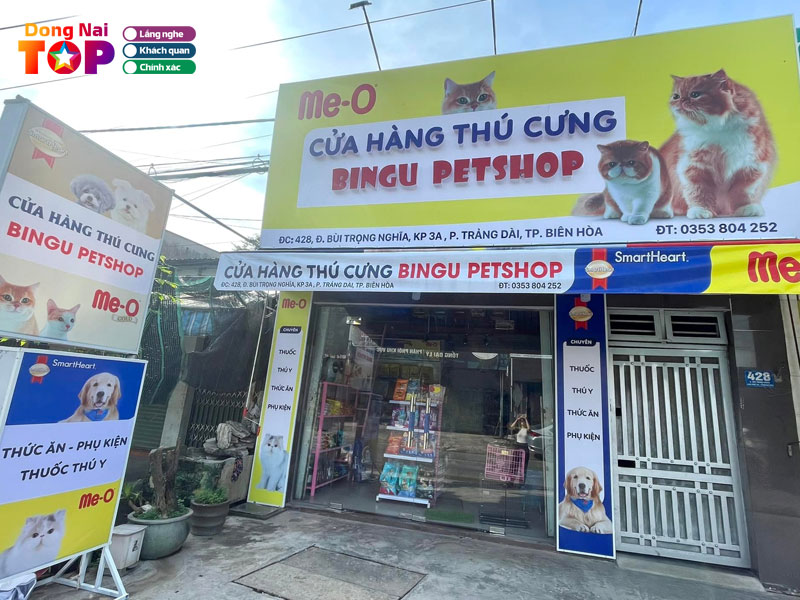 Dong Nai
TOP
Lắng nghe
Khách quan
Chính xác
Me-O
CỬA HÀNG THÚ CƯNG
BINGU PETSHOP
ĐC: 428, Đ. BÙI TRỌNG NGHĨA, KP 3A , P. TRẢNG DÀI, TP. BIÊN HÒA
ĐT: 0353 804 252
CỬA HÀNG THÚ CƯNG BINGU PETSHOP
ĐC: 428, Đ. BÙI TRỌNG NGHĨA, KP 3A , P. TRẢNG DÀI, TP. BIÊN HÒA
ĐT: 0353 804 252
SmartHeart.
Me-O
CỬA HÀNG THÚ CƯNG
BINGU PETSHOP
Me-O
SmartHeart.
THỨC ĂN - PHỤ KIỆN
THUỐC THÚ Y
Me-O
Me-O
CHUYÊN
THUỐC
THÚ Y
THỨC ĂN
PHỤ KIỆN
CHUYÊN
THUỐC
THÚ Y
THỨC ĂN
PHỤ KIỆN
428